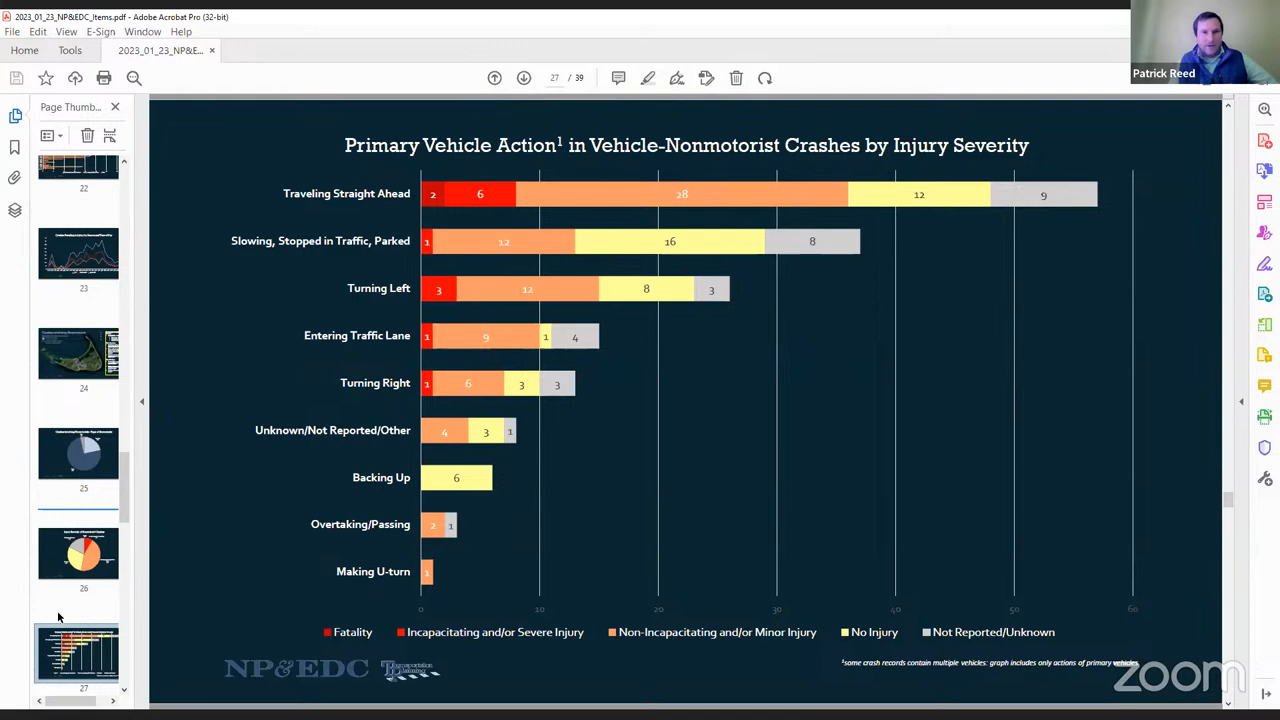 2023_01_23_NP&EDC_Items.pdf - Adobe Acrobat Pro (32-bit)
File Edit View E-Sign Window Help
Home Tools 2023_01_23_NP&E... ×
27 / 39
Patrick Reed
Page Thumb...
22
23
24
25
26
27
Primary Vehicle Action¹ in Vehicle-Nonmotorist Crashes by Injury Severity
Traveling Straight Ahead 2 6 28 12 9
Slowing, Stopped in Traffic, Parked 1 12 16 8
Turning Left 3 12 8 3
Entering Traffic Lane 1 9 1 4
Turning Right 1 6 3 3
Unknown/Not Reported/Other 4 3 1
Backing Up 6
Overtaking/Passing 2 1
Making U-turn 1
0 10 20 30 40 50 60
Fatality Incapacitating and/or Severe Injury Non-Incapacitating and/or Minor Injury No Injury Not Reported/Unknown
NP&EDC Transportation Planning
¹some crash records contain multiple vehicles: graph includes only actions of primary vehicles.
zoom